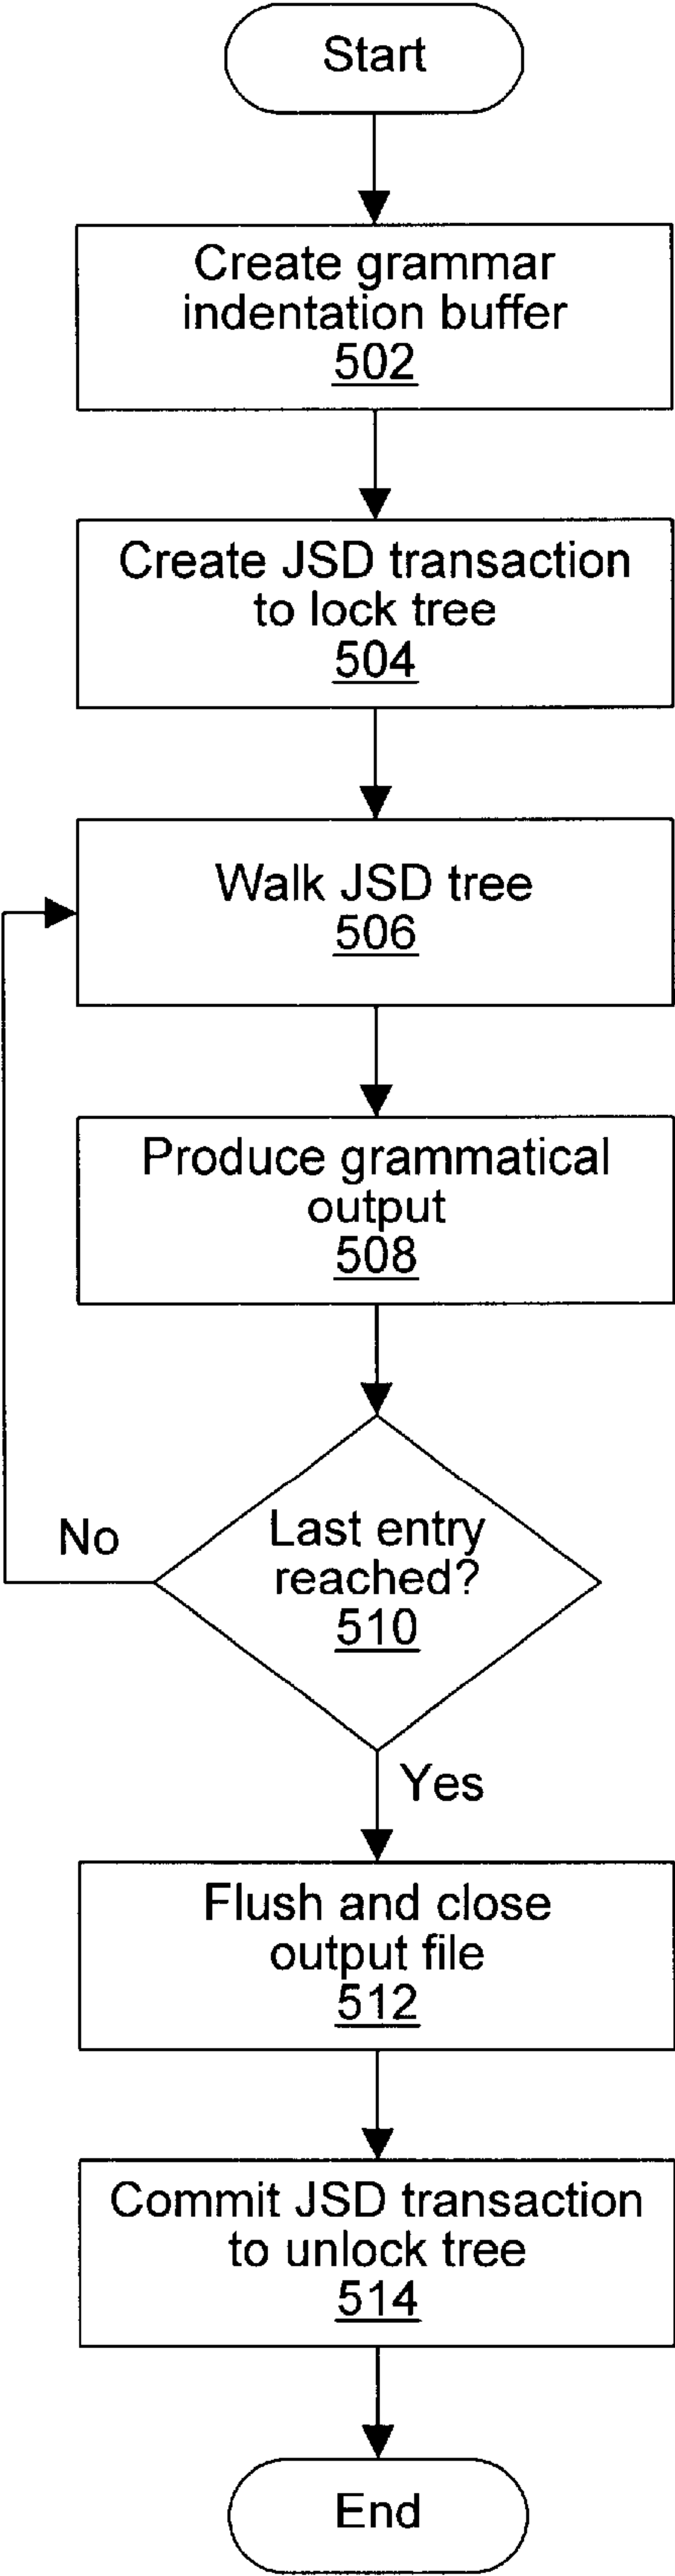 Start
Create grammar
indentation buffer
502
Create JSD transaction
to lock tree
504
Walk JSD tree
506
Produce grammatical
output
508
Last entry
reached?
510
No
Yes
Flush and close
output file
512
Commit JSD transaction
to unlock tree
514
End